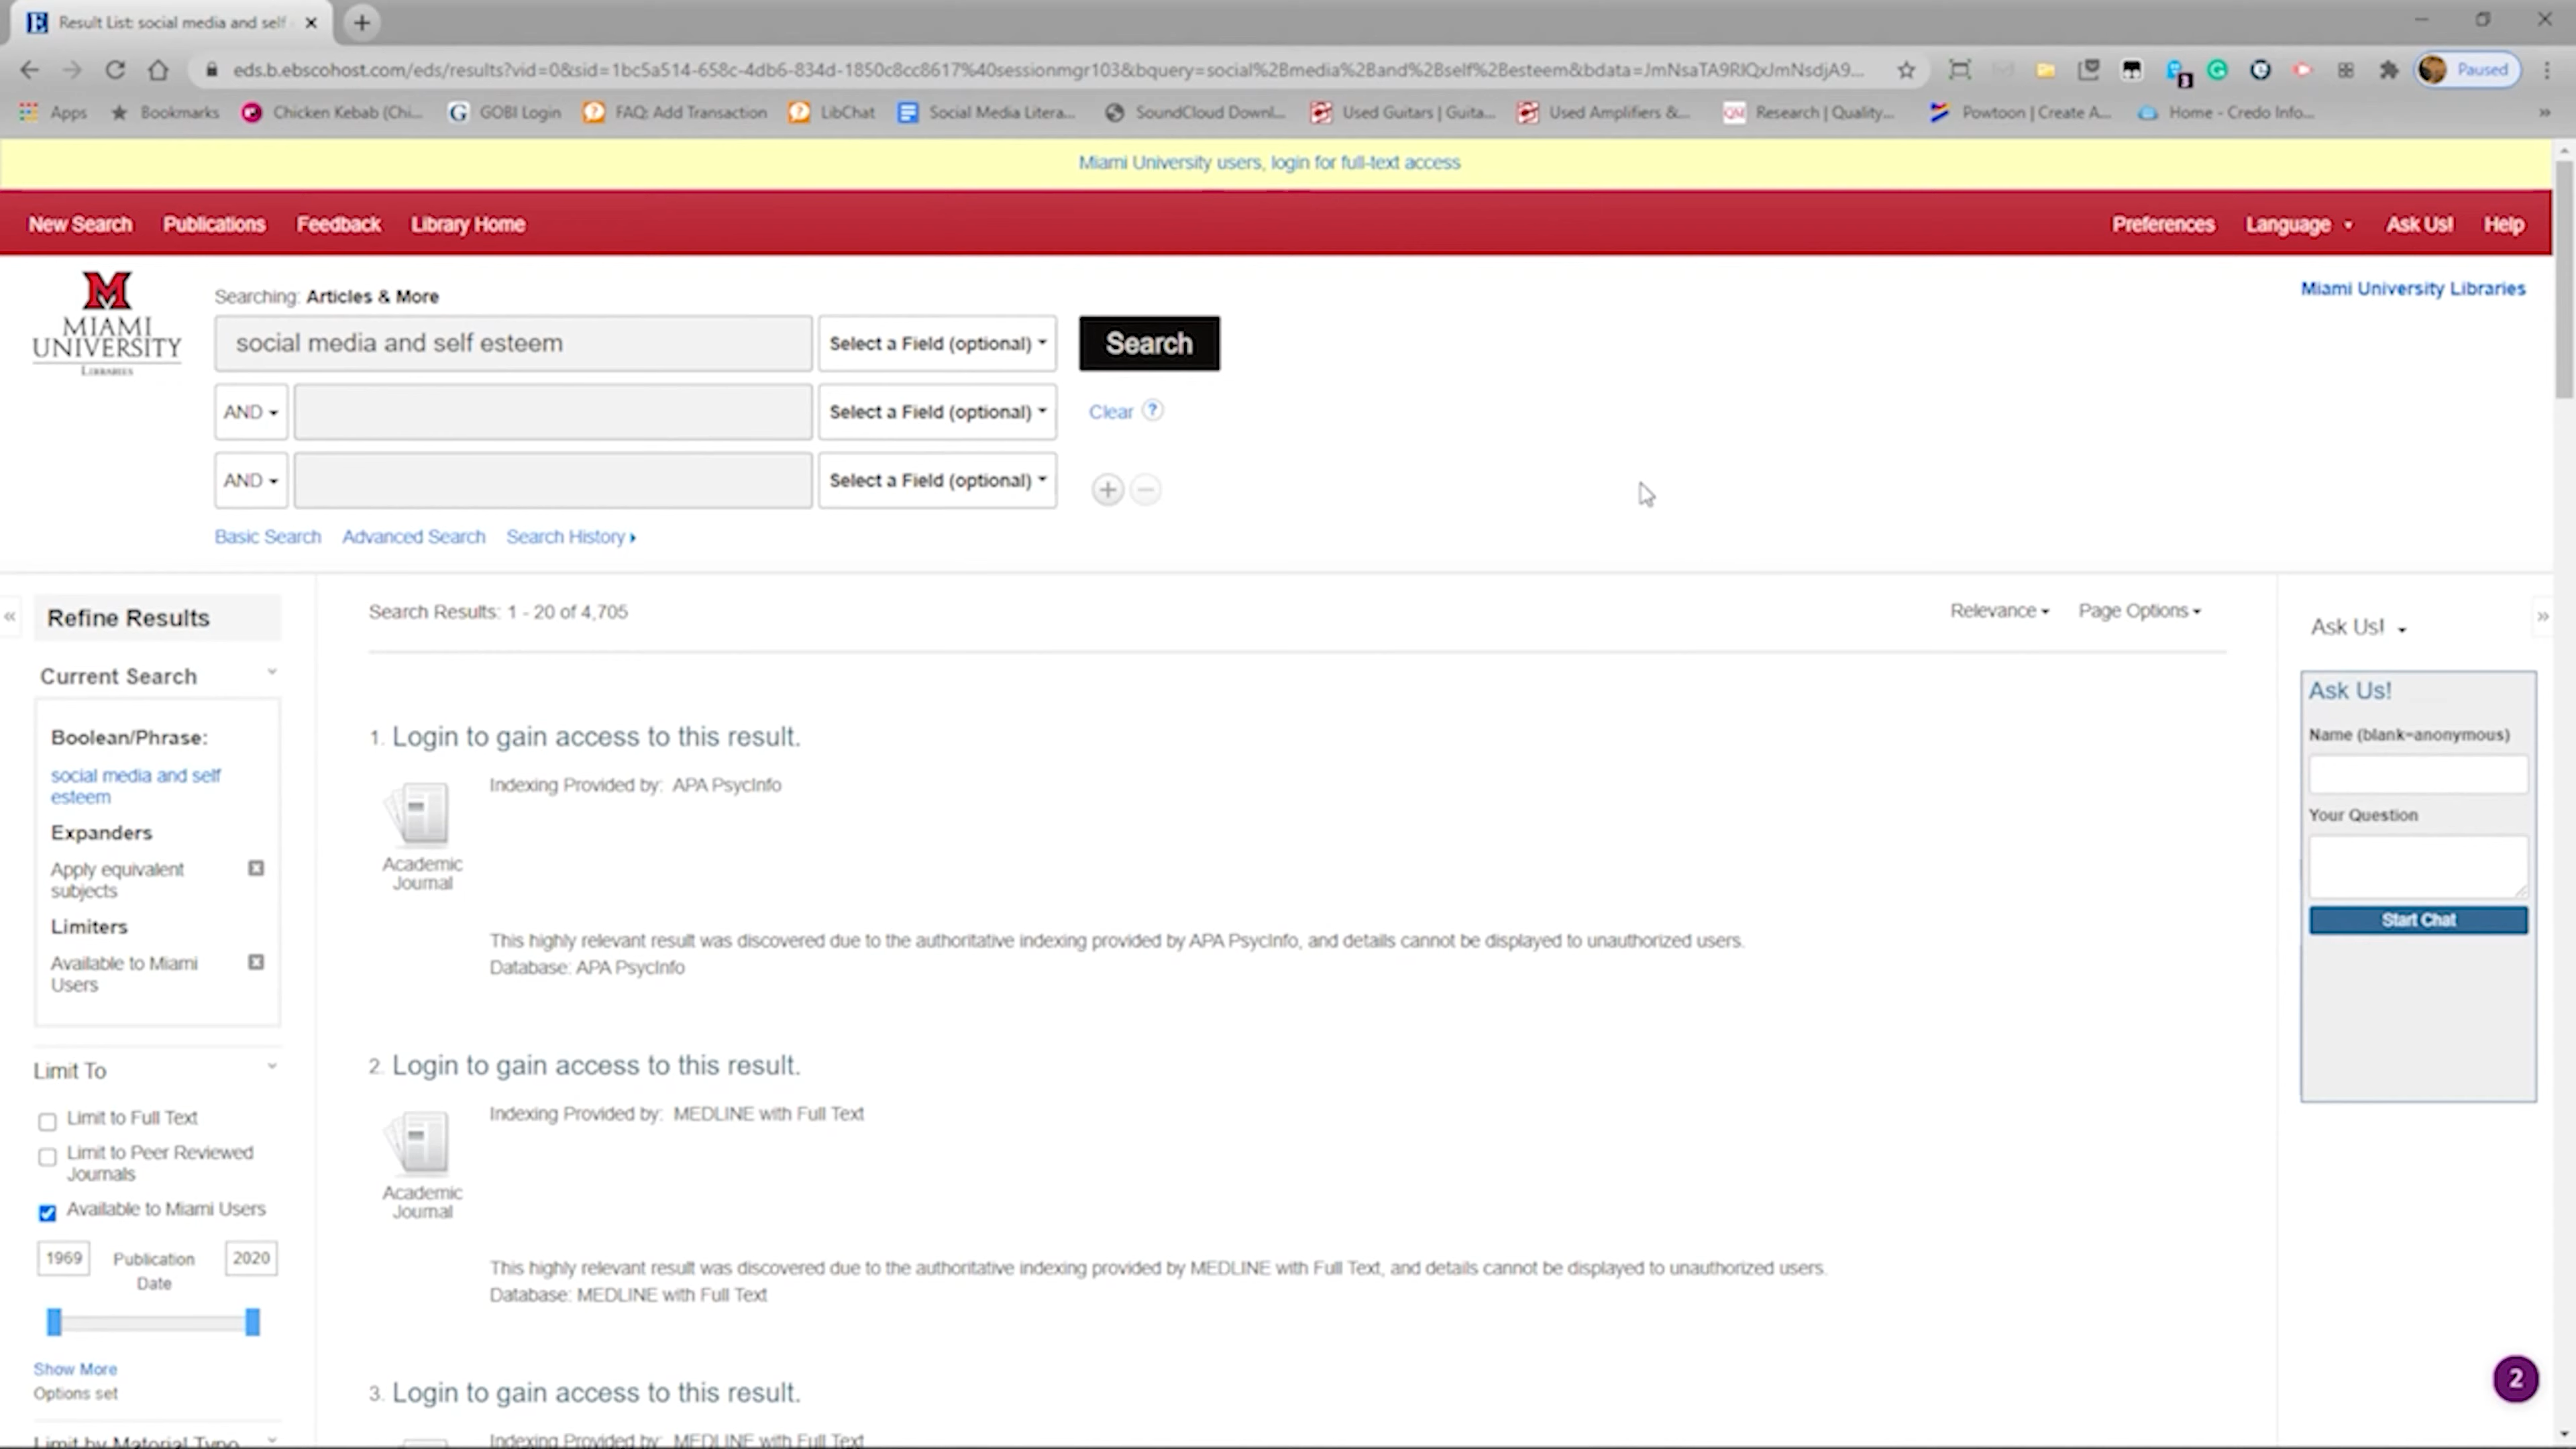 Result List: social media and self
eds.b.ebscohost.com/eds/results?vid=0&sid=1bc5a514-658c-4db6-834d-1850c8cc8617%40sessionmgr103&bquery=social%2Bmedia%2Band%2Bself%2Besteem&bdata=JmNsaTA9RlQxJmNsdjA9...
Paused
Apps Bookmarks Chicken Kebab (Chi... GOBI Login FAQ: Add Transaction LibChat Social Media Litera... SoundCloud Downl... Used Guitars | Guita... Used Amplifiers &... Research | Quality... Powtoon | Create A... Home - Credo Info...
Miami University users, login for full-text access
New Search Publications Feedback Library Home Preferences Language Ask Us! Help
MIAMI
UNIVERSITY
LIBRARIES
Miami University Libraries
Searching: Articles & More
social media and self esteem Select a Field (optional) Search
AND Select a Field (optional) Clear ?
AND Select a Field (optional)
Basic Search Advanced Search Search History
Refine Results
Current Search
Boolean/Phrase:
social media and self
esteem
Expanders
Apply equivalent
subjects
Limiters
Available to Miami
Users
Limit To
Limit to Full Text
Limit to Peer Reviewed
Journals
Available to Miami Users
1969 Publication 2020
Date
Show More
Options set
Limit by Material Type
Search Results: 1 - 20 of 4,705
Relevance Page Options
1. Login to gain access to this result.
Indexing Provided by: APA PsycInfo
Academic
Journal
This highly relevant result was discovered due to the authoritative indexing provided by APA PsycInfo, and details cannot be displayed to unauthorized users.
Database: APA PsycInfo
2. Login to gain access to this result.
Indexing Provided by: MEDLINE with Full Text
Academic
Journal
This highly relevant result was discovered due to the authoritative indexing provided by MEDLINE with Full Text, and details cannot be displayed to unauthorized users.
Database: MEDLINE with Full Text
3. Login to gain access to this result.
Indexing Provided by: MEDLINE with Full Text
Ask Us!
Ask Us!
Name (blank=anonymous)
Your Question
Start Chat
2